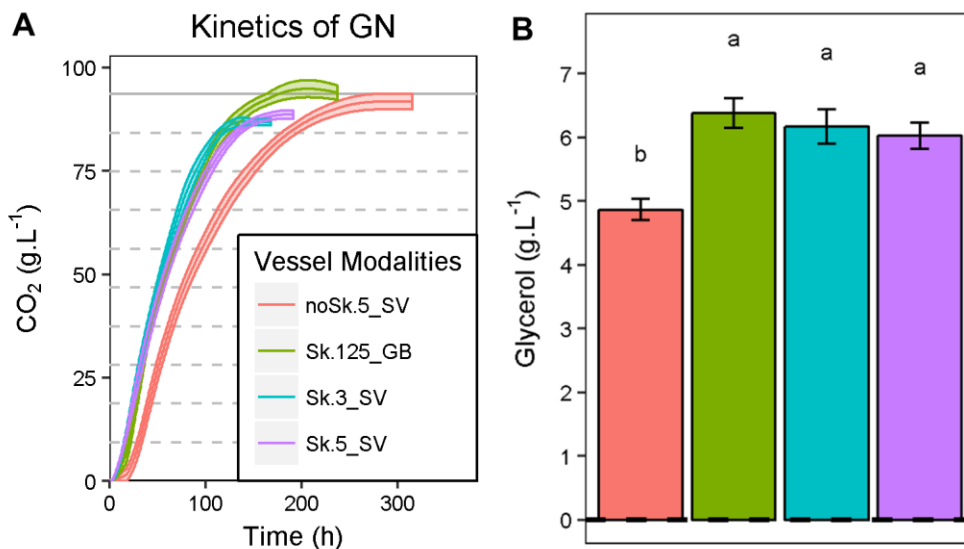 A
Kinetics of GN
CO₂ (g.L⁻¹)
100
75
50
25
0
0 100 200 300
Time (h)
Vessel Modalities
noSk.5_SV
Sk.125_GB
Sk.3_SV
Sk.5_SV
B
Glycerol (g.L⁻¹)
7
6
5
4
3
2
1
0
b a a a